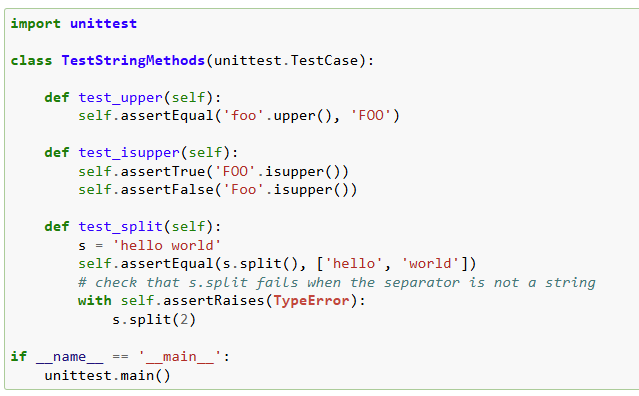 import unittest

class TestStringMethods(unittest.TestCase):

    def test_upper(self):
        self.assertEqual('foo'.upper(), 'FOO')

    def test_isupper(self):
        self.assertTrue('FOO'.isupper())
        self.assertFalse('Foo'.isupper())

    def test_split(self):
        s = 'hello world'
        self.assertEqual(s.split(), ['hello', 'world'])
        # check that s.split fails when the separator is not a string
        with self.assertRaises(TypeError):
            s.split(2)

if __name__ == '__main__':
    unittest.main()